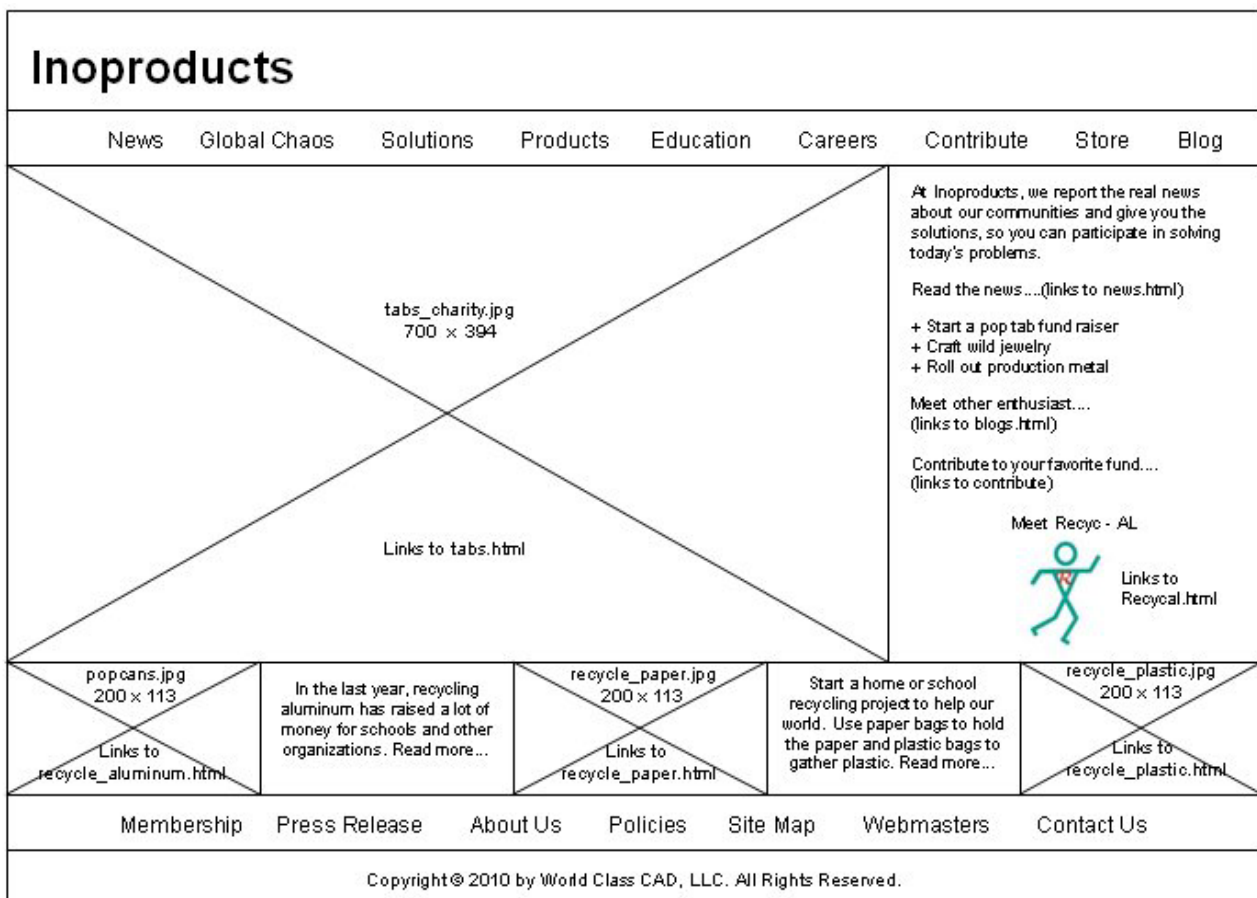 Inoproducts
News Global Chaos Solutions Products Education Careers Contribute Store Blog
tabs_charity.jpg
700 x 394
Links to tabs.html
At Inoproducts, we report the real news
about our communities and give you the
solutions, so you can participate in solving
today's problems.
Read the news....(links to news.html)
+ Start a pop tab fund raiser
+ Craft wild jewelry
+ Roll out production metal
Meet other enthusiast....
(links to blogs.html)
Contribute to your favorite fund....
(links to contribute)
Meet Recyc - AL
R
Links to
Recycal.html
popcans.jpg
200 x 113
Links to
recycle_aluminum.html
In the last year, recycling
aluminum has raised a lot of
money for schools and other
organizations. Read more...
recycle_paper.jpg
200 x 113
Links to
recycle_paper.html
Start a home or school
recycling project to help our
world. Use paper bags to hold
the paper and plastic bags to
gather plastic. Read more...
recycle_plastic.jpg
200 x 113
Links to
recycle_plastic.html
Membership Press Release About Us Policies Site Map Webmasters Contact Us
Copyright © 2010 by World Class CAD, LLC. All Rights Reserved.